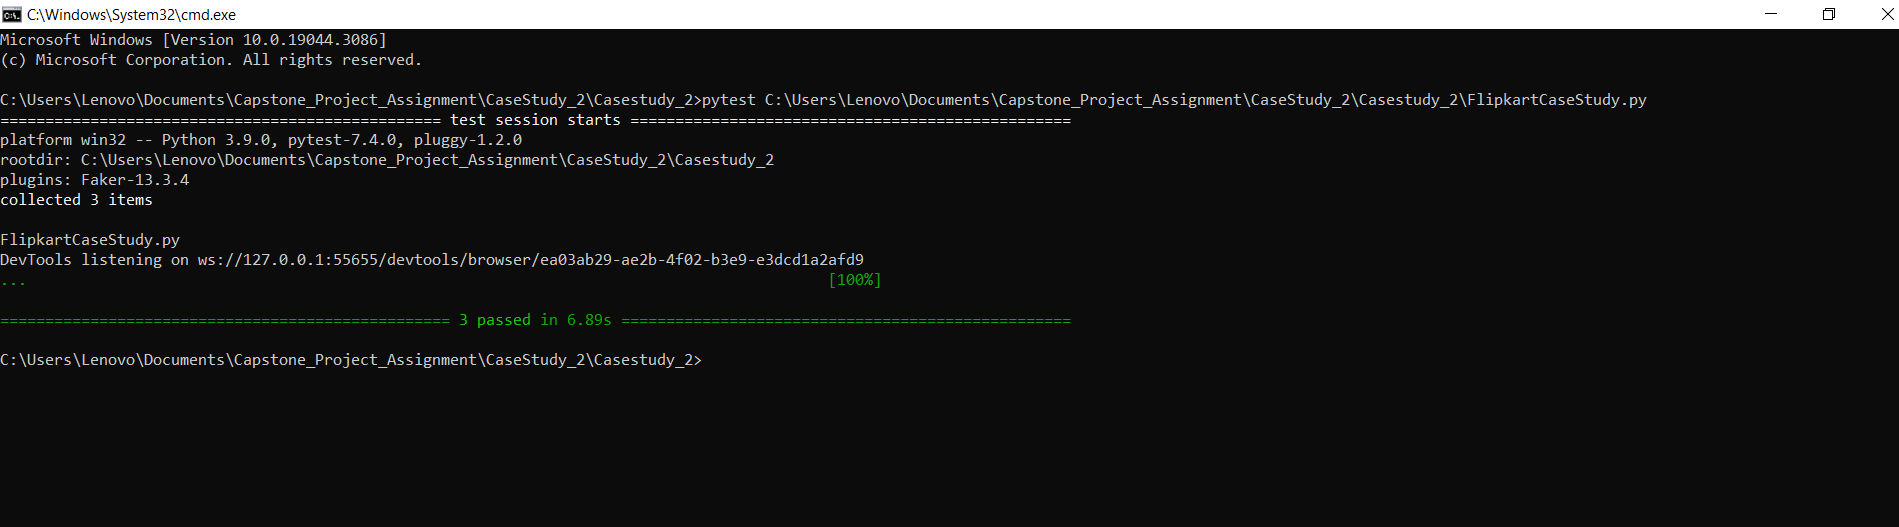 C:\Windows\System32\cmd.exe
Microsoft Windows [Version 10.0.19044.3086]
(c) Microsoft Corporation. All rights reserved.
C:\Users\Lenovo\Documents\Capstone_Project_Assignment\CaseStudy_2\Casestudy_2>pytest C:\Users\Lenovo\Documents\Capstone_Project_Assignment\CaseStudy_2\Casestudy_2\FlipkartCaseStudy.py
================================================= test session starts =================================================
platform win32 -- Python 3.9.0, pytest-7.4.0, pluggy-1.2.0
rootdir: C:\Users\Lenovo\Documents\Capstone_Project_Assignment\CaseStudy_2\Casestudy_2
plugins: Faker-13.3.4
collected 3 items
FlipkartCaseStudy.py
DevTools listening on ws://127.0.0.1:55655/devtools/browser/ea03ab29-ae2b-4f02-b3e9-e3dcd1a2afd9
... [100%]
================================================== 3 passed in 6.89s ==================================================
C:\Users\Lenovo\Documents\Capstone_Project_Assignment\CaseStudy_2\Casestudy_2>